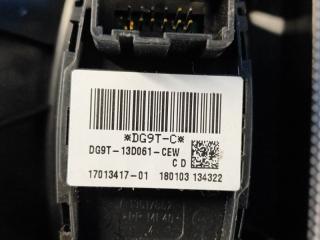 *DG9T-C*
DG9T-13D061-CEW
C D
17013417-01 180103 134322